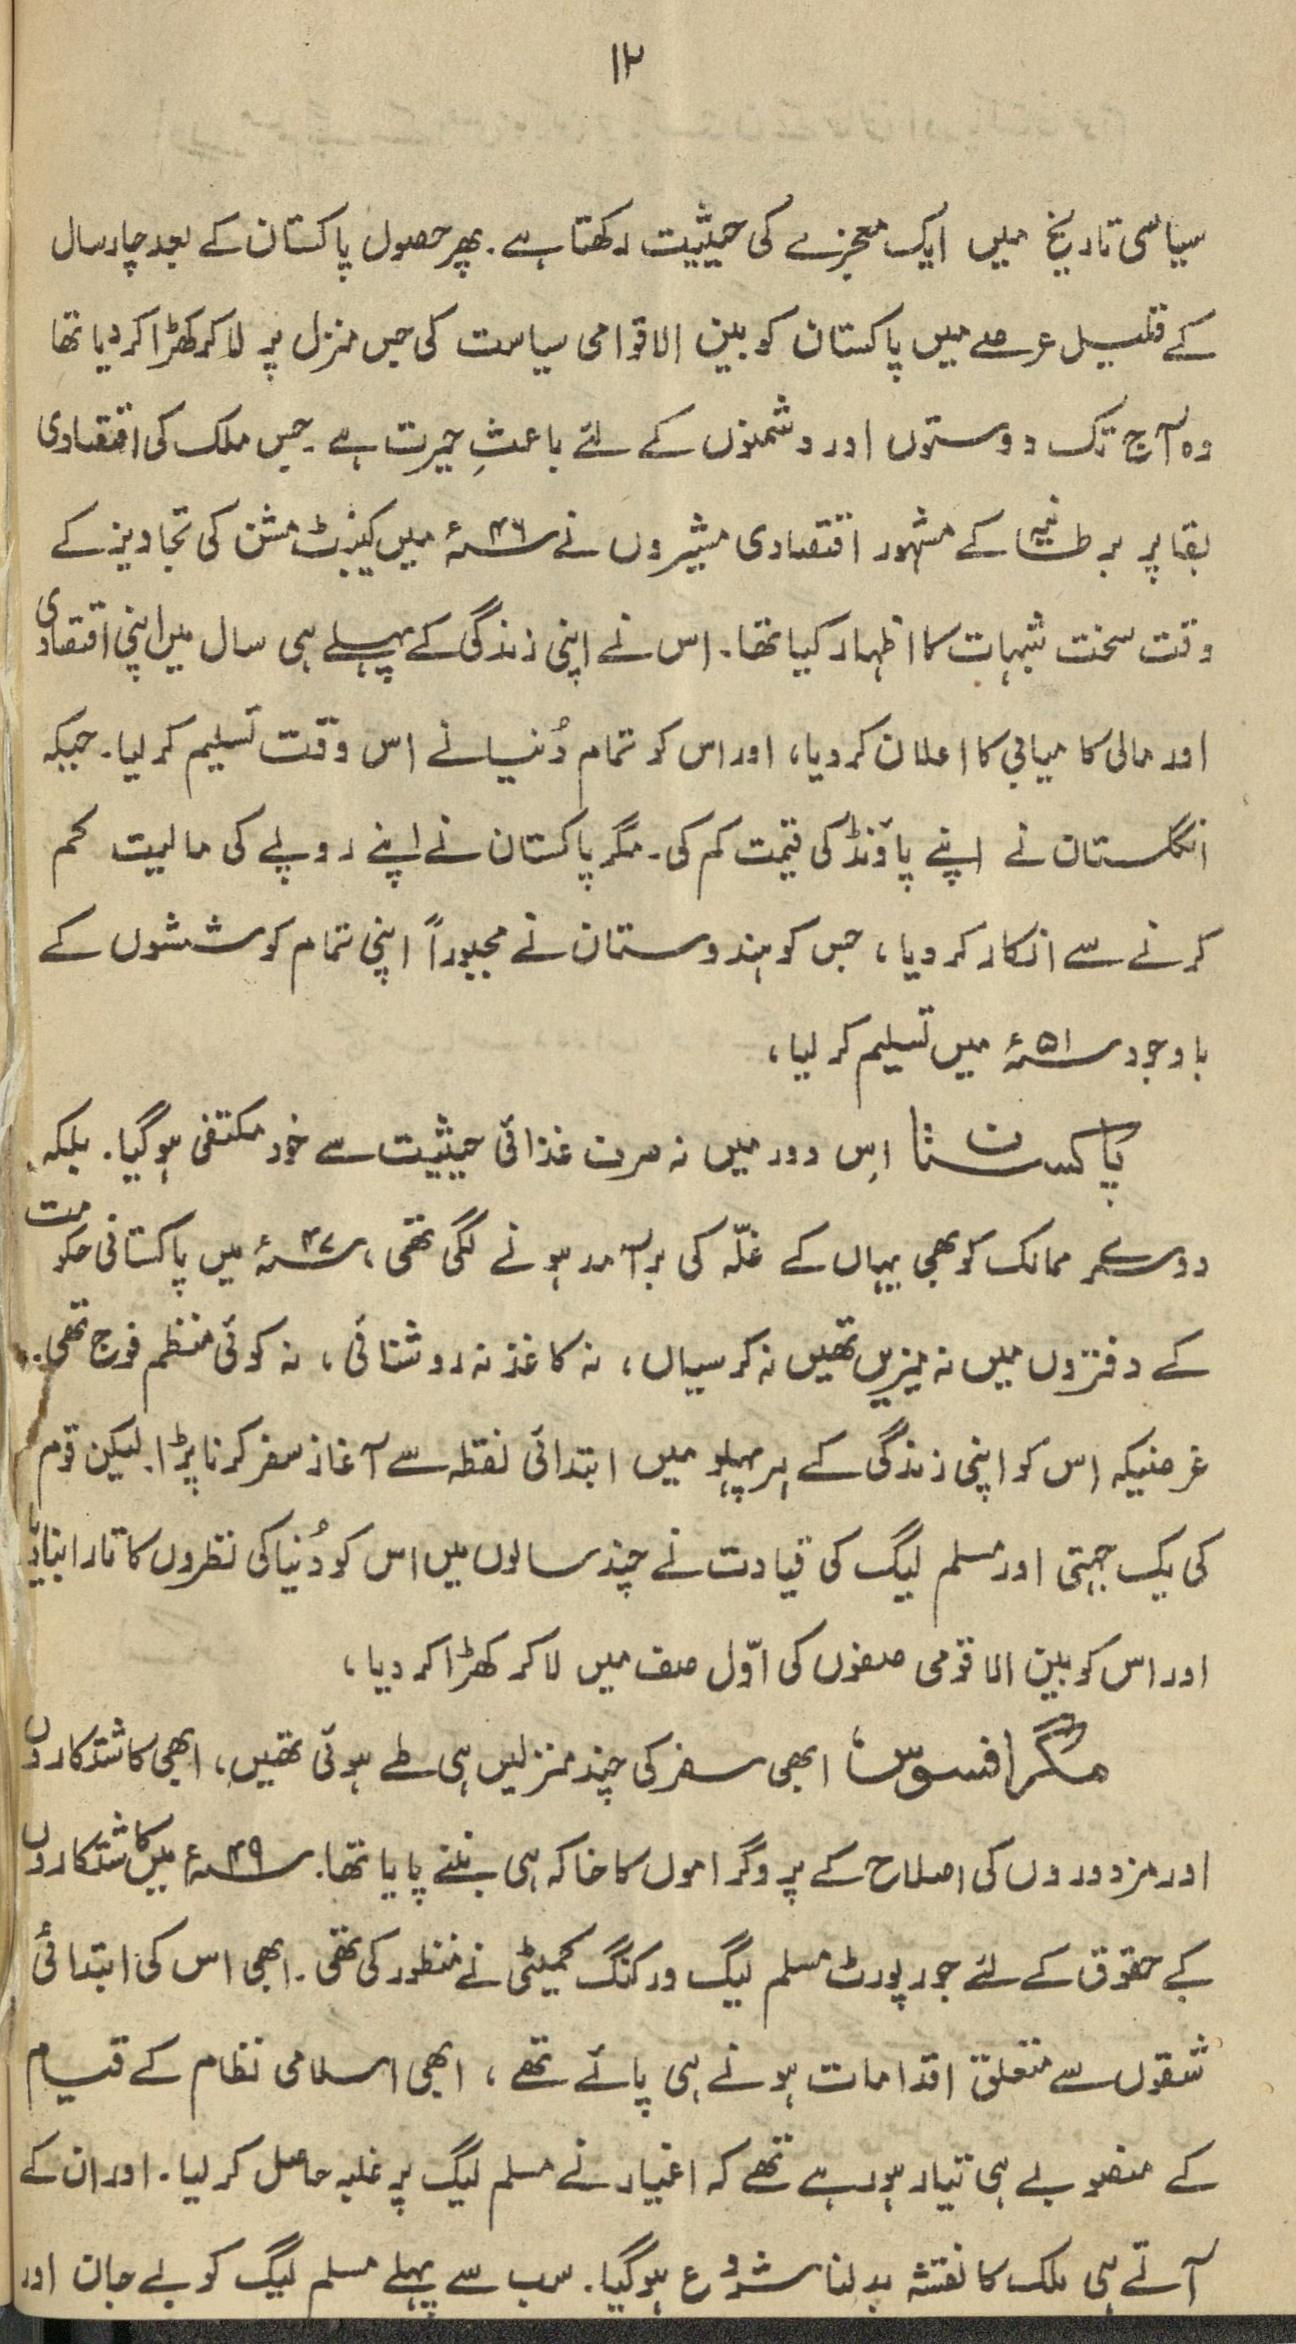 ۱۲
سیاسی تاریخ میں ایک معجزے کی حیثیت رکھتا ہے۔ پھر حصول پاکستان کے بعد چار سال
کے قلیل عرصے میں پاکستان کو بین الاقوامی سیاست کی جس منزل پر لا کر کھڑا کر دیا تھا
وہ آج تک دوستوں اور دشمنوں کے لئے باعثِ حیرت ہے۔ جس ملک کی اقتصادی
بقا پر برطانیہ کے مشہور اقتصادی مشیروں نے ۴۶ء میں کیبنٹ مشن کی تجاویز کے
وقت سخت شبہات کا اظہار کیا تھا۔ اس نے اپنی زندگی کے پہلے ہی سال میں اپنی اقتصادی
اور مالی کامیابی کا اعلان کر دیا، اور اس کو تمام دُنیا نے اس وقت تسلیم کر لیا۔ جبکہ
انگلستان نے اپنے پاؤنڈ کی قیمت کم کی۔ مگر پاکستان نے اپنے روپے کی مالیت کم
کرنے سے انکار کر دیا، جس کو ہندوستان نے مجبوراً اپنی تمام کوششوں کے
باوجود ۵۱ء میں تسلیم کر لیا،
پاکستان اِس دور میں نہ صرف غذائی حیثیت سے خود مکتفی ہوگیا۔ بلکہ
دوسرے ممالک کو بھی یہاں کے غلّہ کی برآمد ہونے لگی تھی، ۴۷ء میں پاکستانی حکومت
کے دفتروں میں نہ میزیں تھیں نہ کرسیاں، نہ کاغذ نہ روشنائی، نہ کوئی منظم فوج تھی۔
غرضیکہ اس کو اپنی زندگی کے ہر پہلو میں ابتدائی نقطہ سے آغاز سفر کرنا پڑا۔ لیکن قوم
کی یک جہتی اور مسلم لیگ کی قیادت نے چند سالوں میں اس کو دُنیا کی نظروں کا تارا بنا دیا
اور اس کو بین الاقومی صفوں کی اوّل صف میں لا کر کھڑا کر دیا،
مگر افسوس؛ ابھی سفر کی چند منزلیں ہی طے ہوئی تھیں، ابھی کاشتکاروں
اور مزدوروں کی اصلاح کے پروگراموں کا خاکہ ہی بننے پایا تھا۔ ۴۹ء میں کاشتکاروں
کے حقوق کے لئے جو رپورٹ مسلم لیگ ورکنگ کمیٹی نے منظور کی تھی۔ ابھی اس کی ابتدائی
شقوں سے متعلق اقدامات ہونے ہی پائے تھے، ابھی اسلامی نظام کے قیام
کے منصوبے ہی تیار ہو رہے تھے کہ اغیار نے مسلم لیگ پر غلبہ حاصل کر لیا۔ اور ان کے
آتے ہی ملک کا نقشہ بدلنا شروع ہوگیا۔ سب سے پہلے مسلم لیگ کو بے جان اور